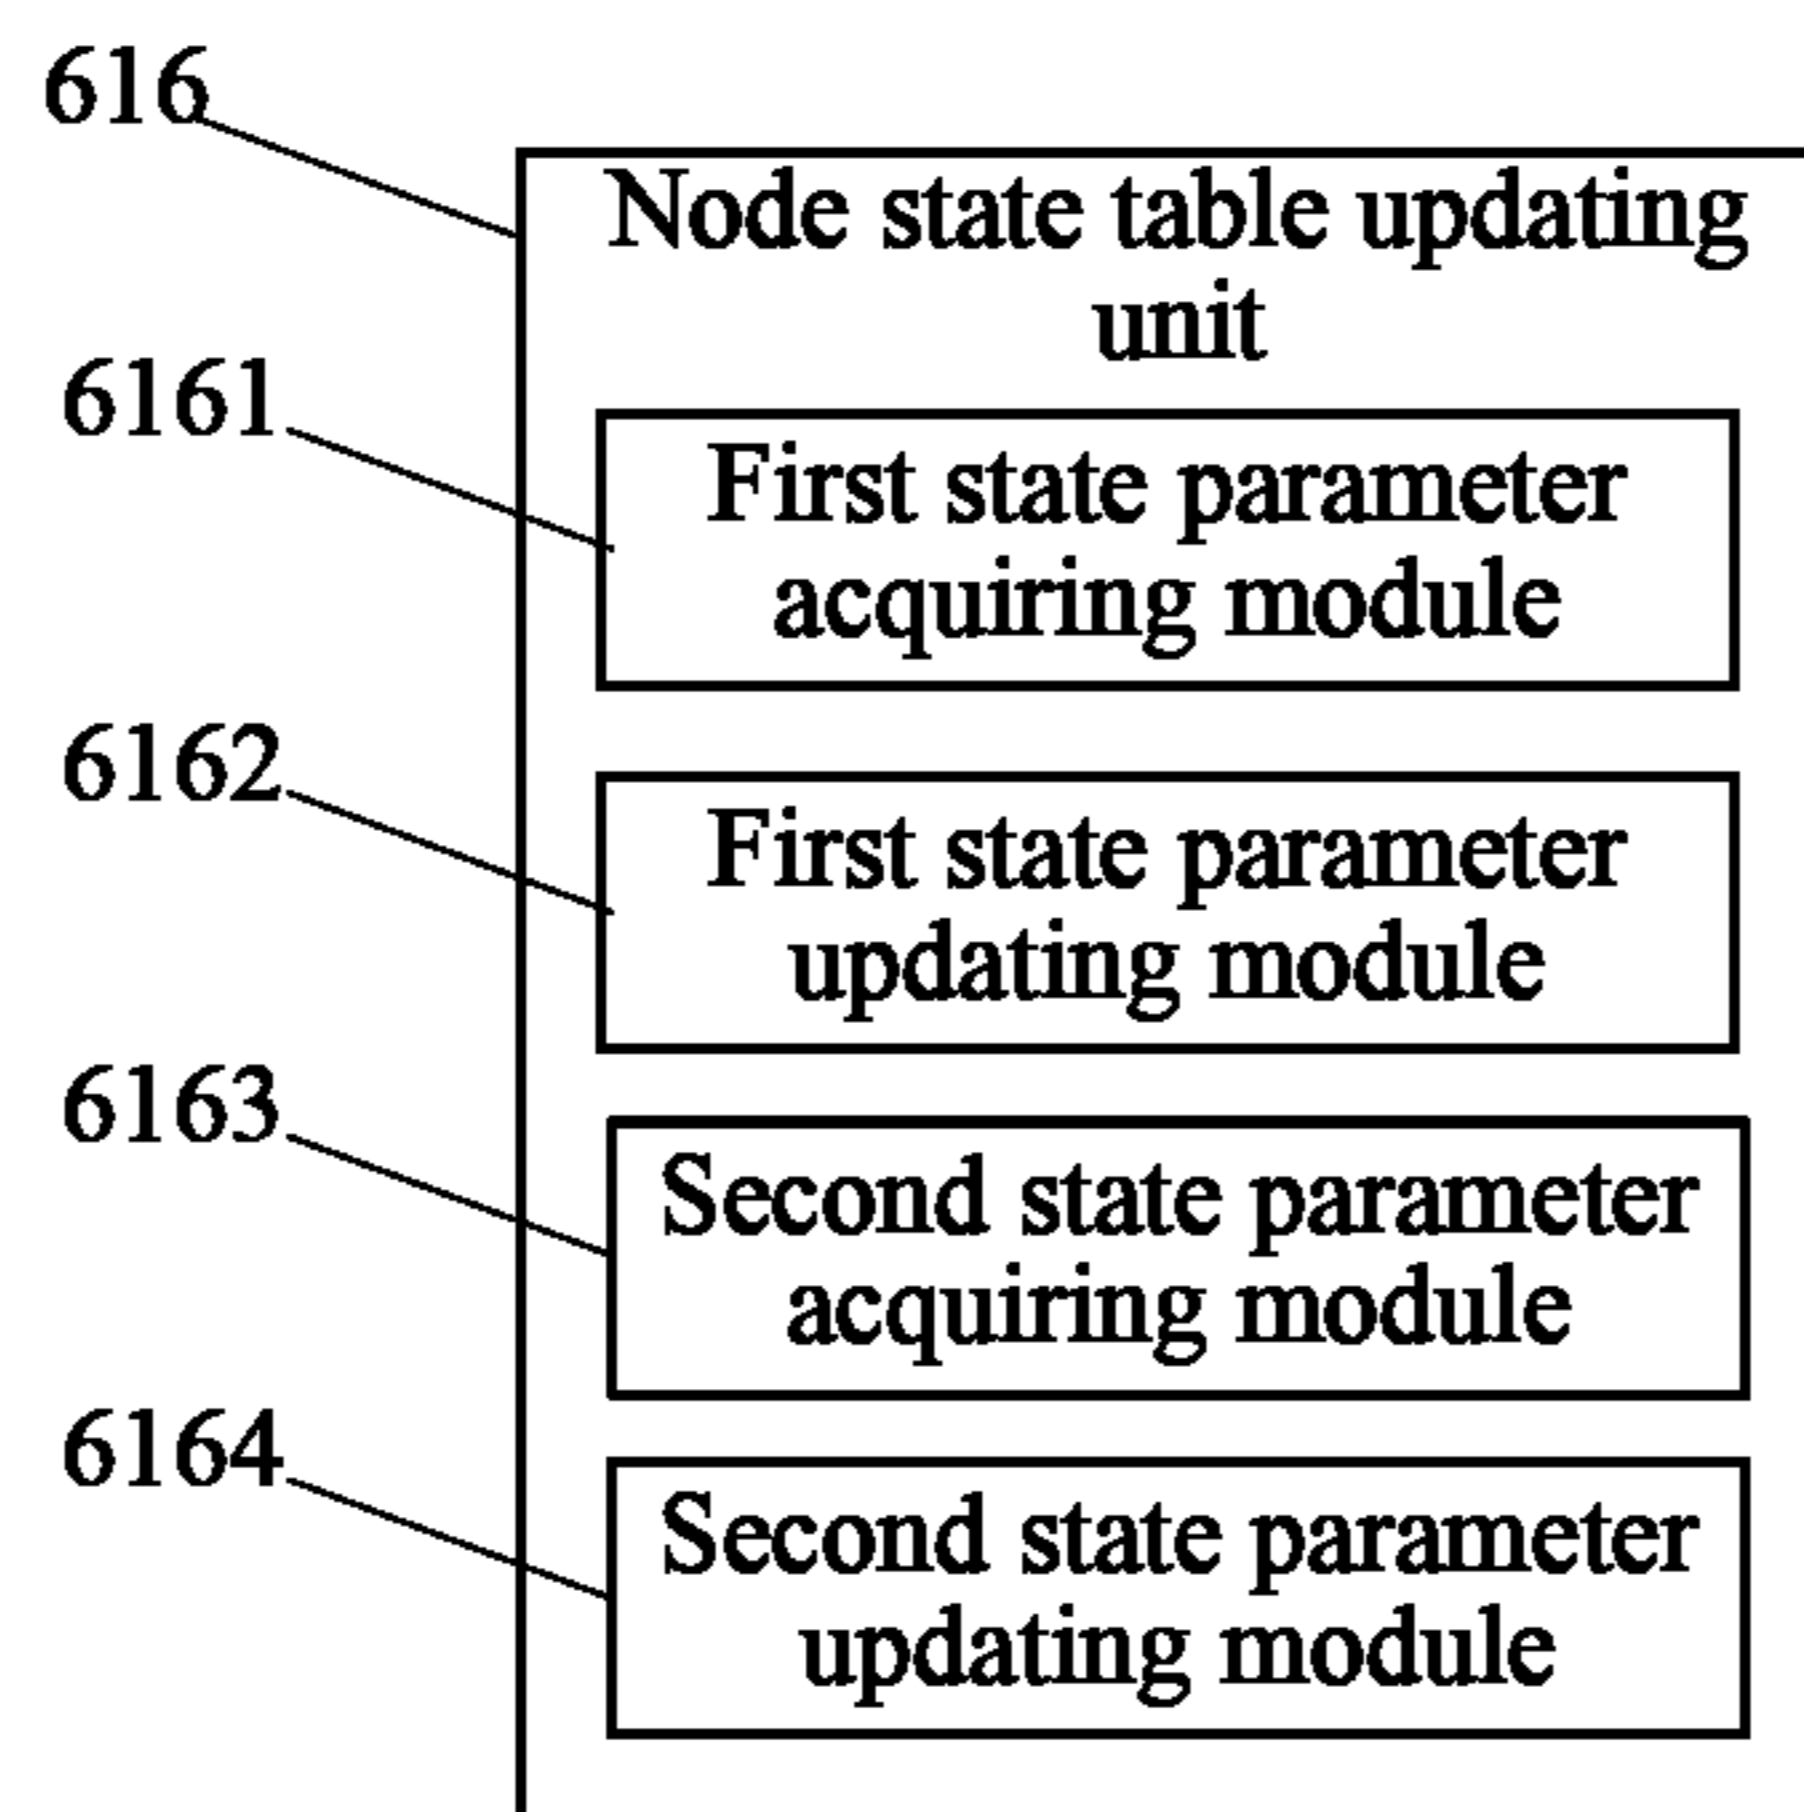 616
Node state table updating
unit
6161
First state parameter
acquiring module
6162
First state parameter
updating module
6163
Second state parameter
acquiring module
6164
Second state parameter
updating module